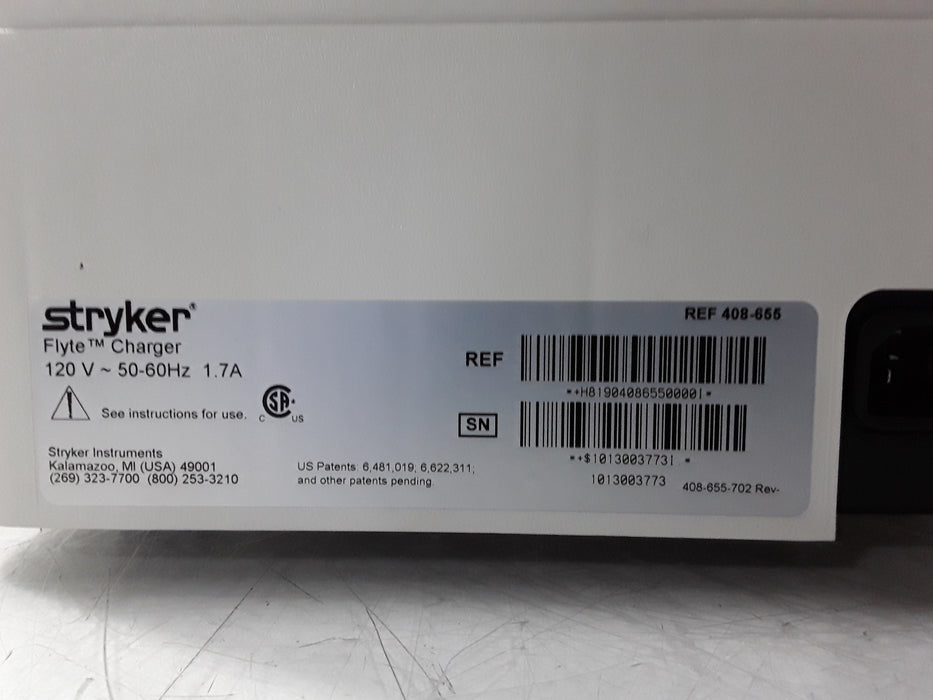 stryker®
Flyte™ Charger
120 V ~ 50-60Hz 1.7A
See instructions for use.
C SA US
Stryker Instruments
Kalamazoo, MI (USA) 49001
(269) 323-7700 (800) 253-3210
US Patents: 6,481,019; 6,622,311;
and other patents pending.
REF 408-655
REF
*+H819040865500001-*
SN
*+$1013003773I *
1013003773
408-655-702 Rev-